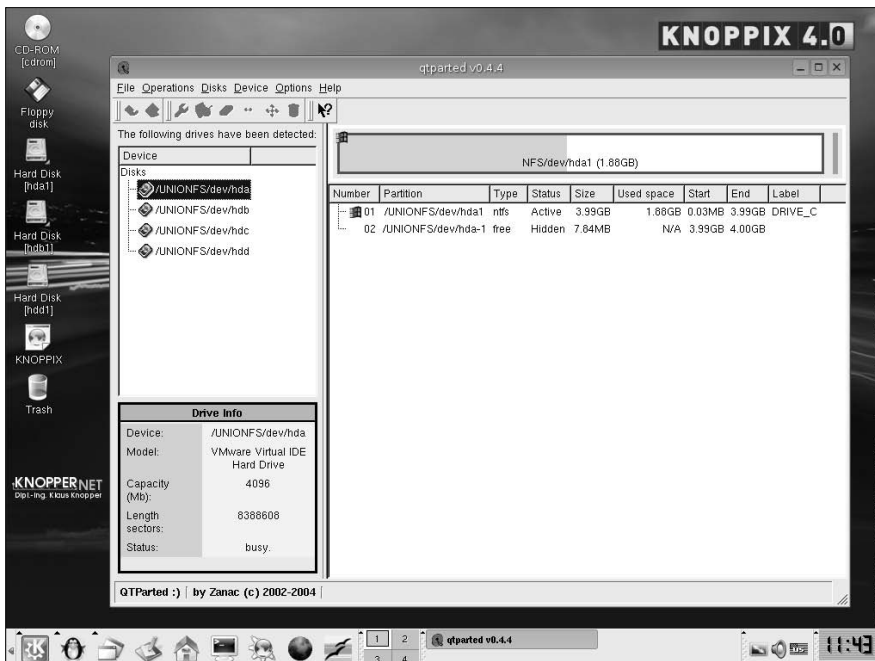 KNOPPIX 4.0
CD-ROM
[cdrom]
Floppy
disk
Hard Disk
[hda1]
Hard Disk
[hdb1]
Hard Disk
[hdd1]
KNOPPIX
Trash
KNOPPERNET
Dipl.-Ing. Klaus Knopper
qtparted v0.4.4
File Operations Disks Device Options Help
The following drives have been detected:
Device
Disks
/UNIONFS/dev/hda
/UNIONFS/dev/hdb
/UNIONFS/dev/hdc
/UNIONFS/dev/hdd
Drive Info
Device: /UNIONFS/dev/hda
Model: VMware Virtual IDE
Hard Drive
Capacity 4096
(Mb):
Length 8388608
sectors:
Status: busy.
NFS/dev/hda1 (1.88GB)
Number Partition Type Status Size Used space Start End Label
01 /UNIONFS/dev/hda1 ntfs Active 3.99GB 1.88GB 0.03MB 3.99GB DRIVE_C
02 /UNIONFS/dev/hda-1 free Hidden 7.84MB N/A 3.99GB 4.00GB
QTParted :) by Zanac (c) 2002-2004
1 2
3 4
qtparted v0.4.4
11:43